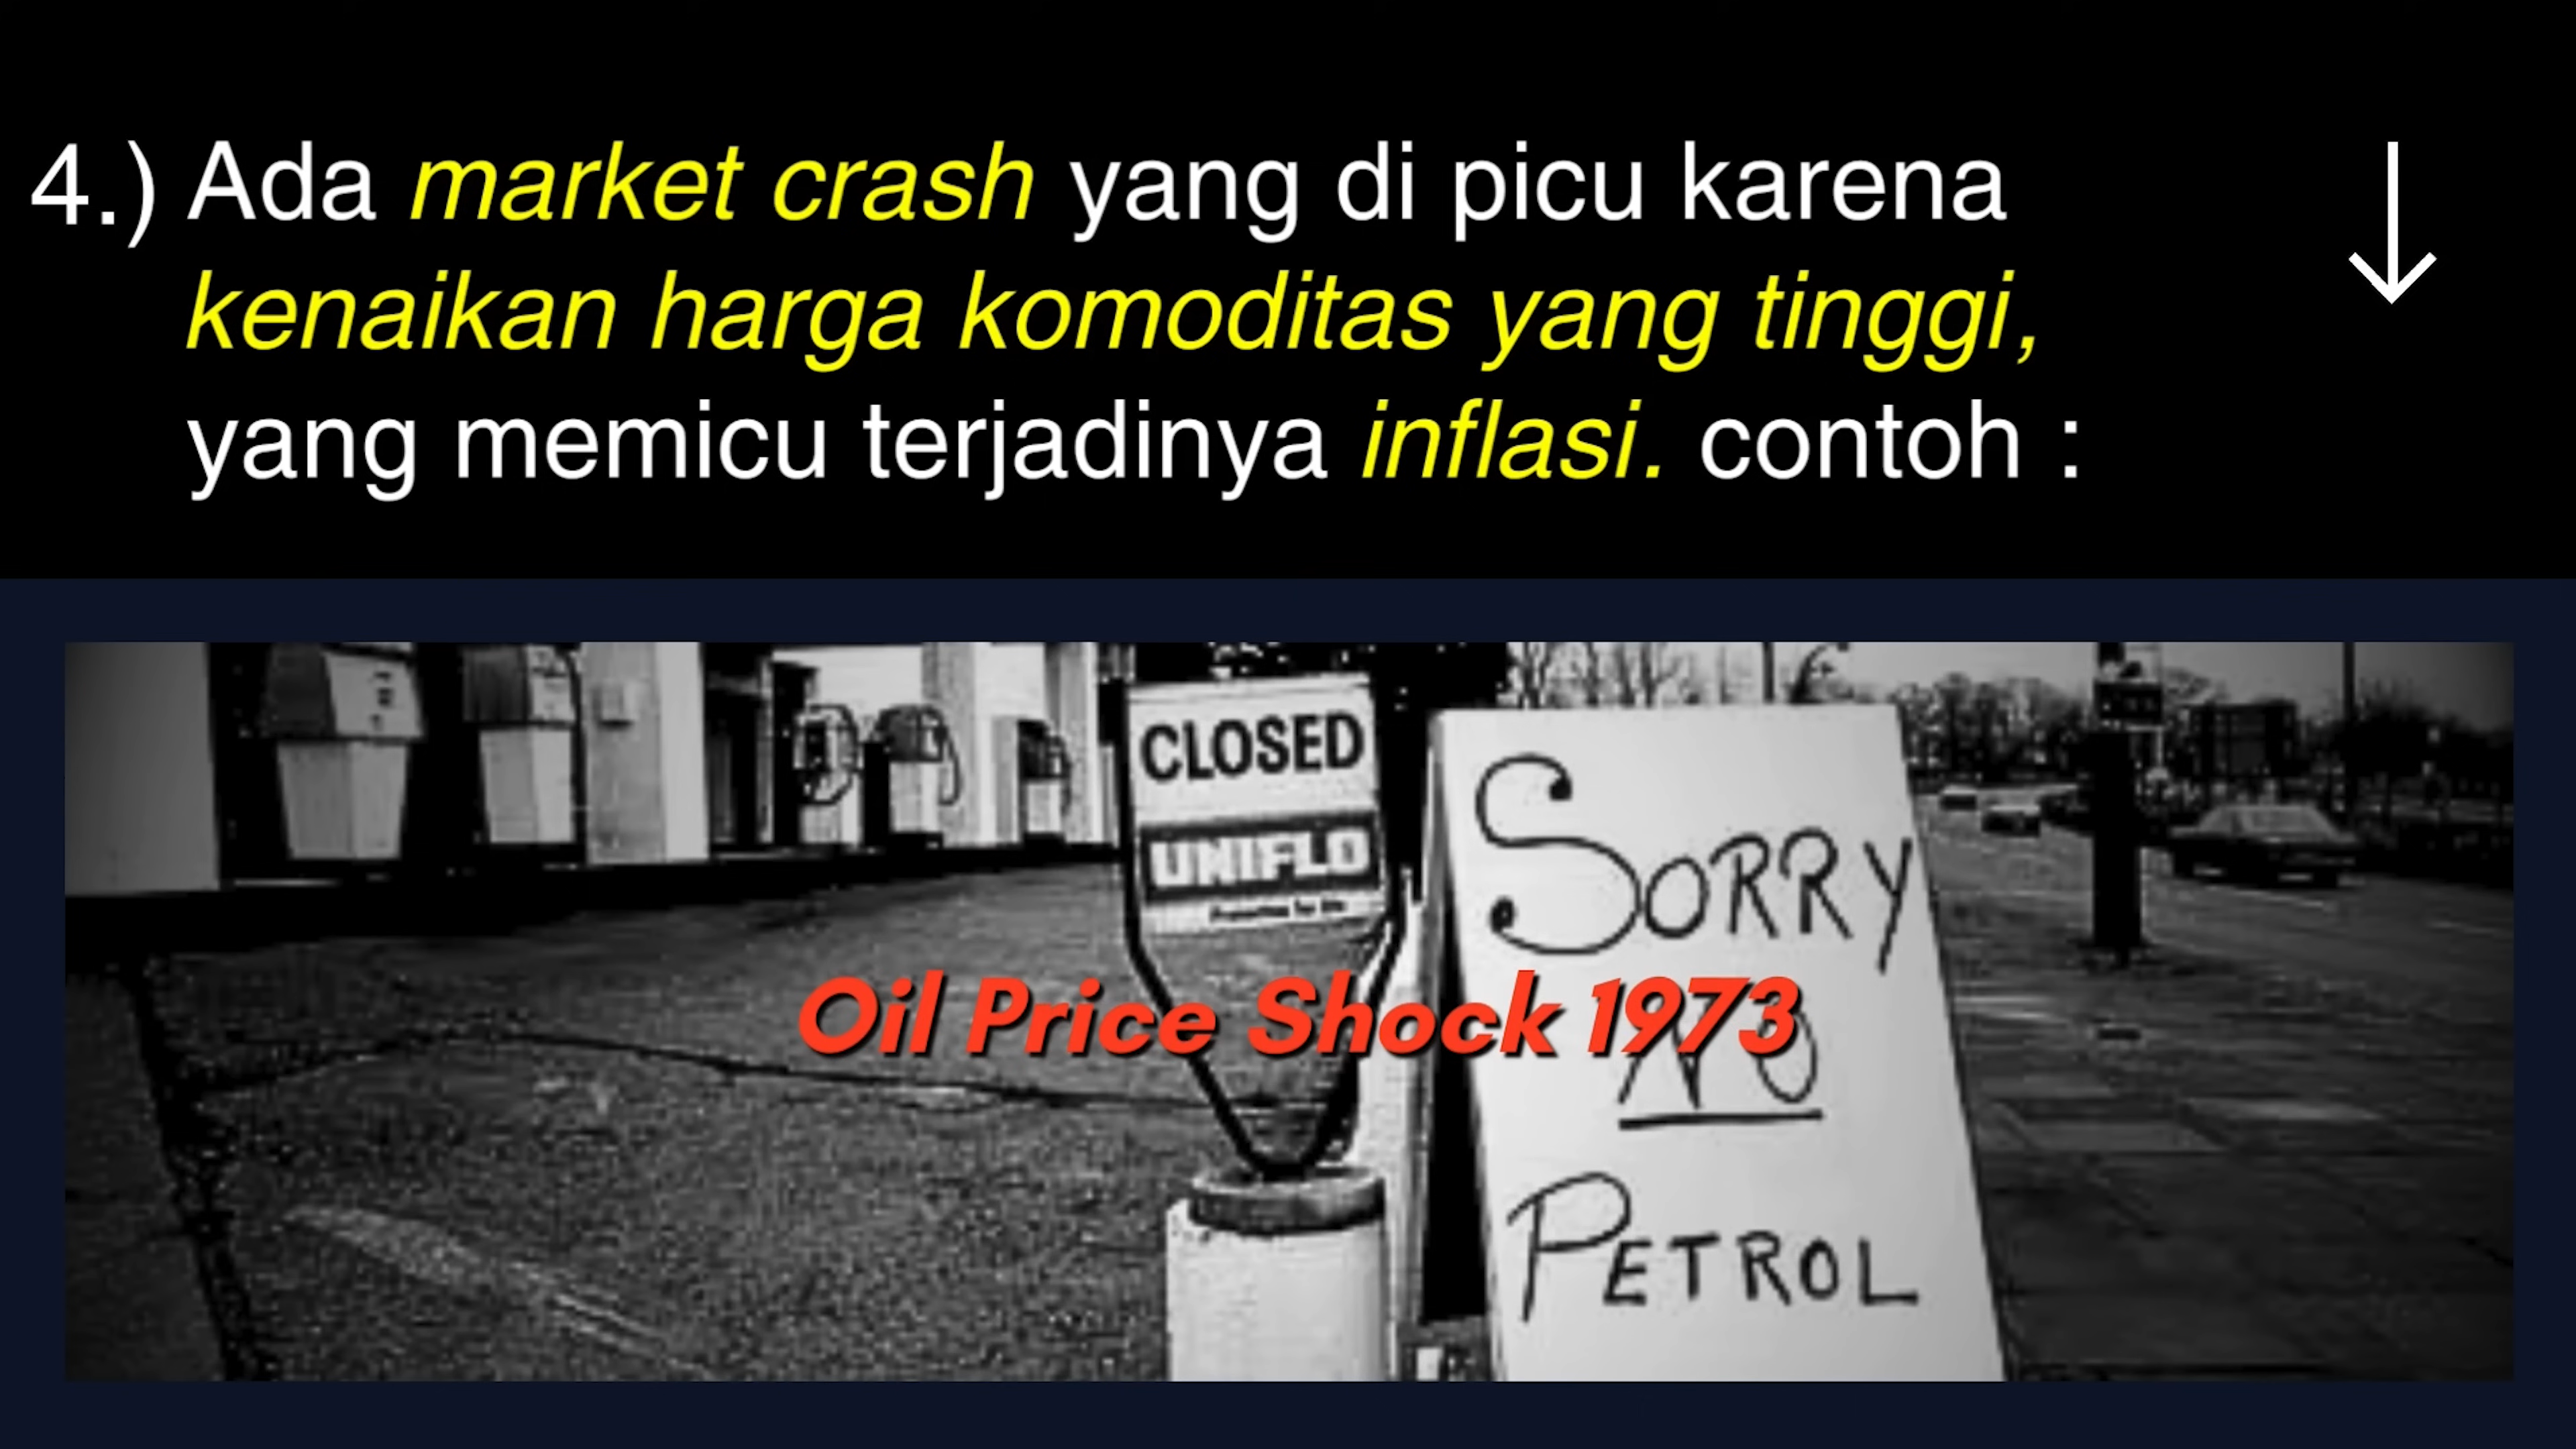 4.) Ada market crash yang di picu karena
kenaikan harga komoditas yang tinggi,
yang memicu terjadinya inflasi. contoh :
CLOSED
UNIFLO
SORRY
NO
PETROL
Oil Price Shock 1973